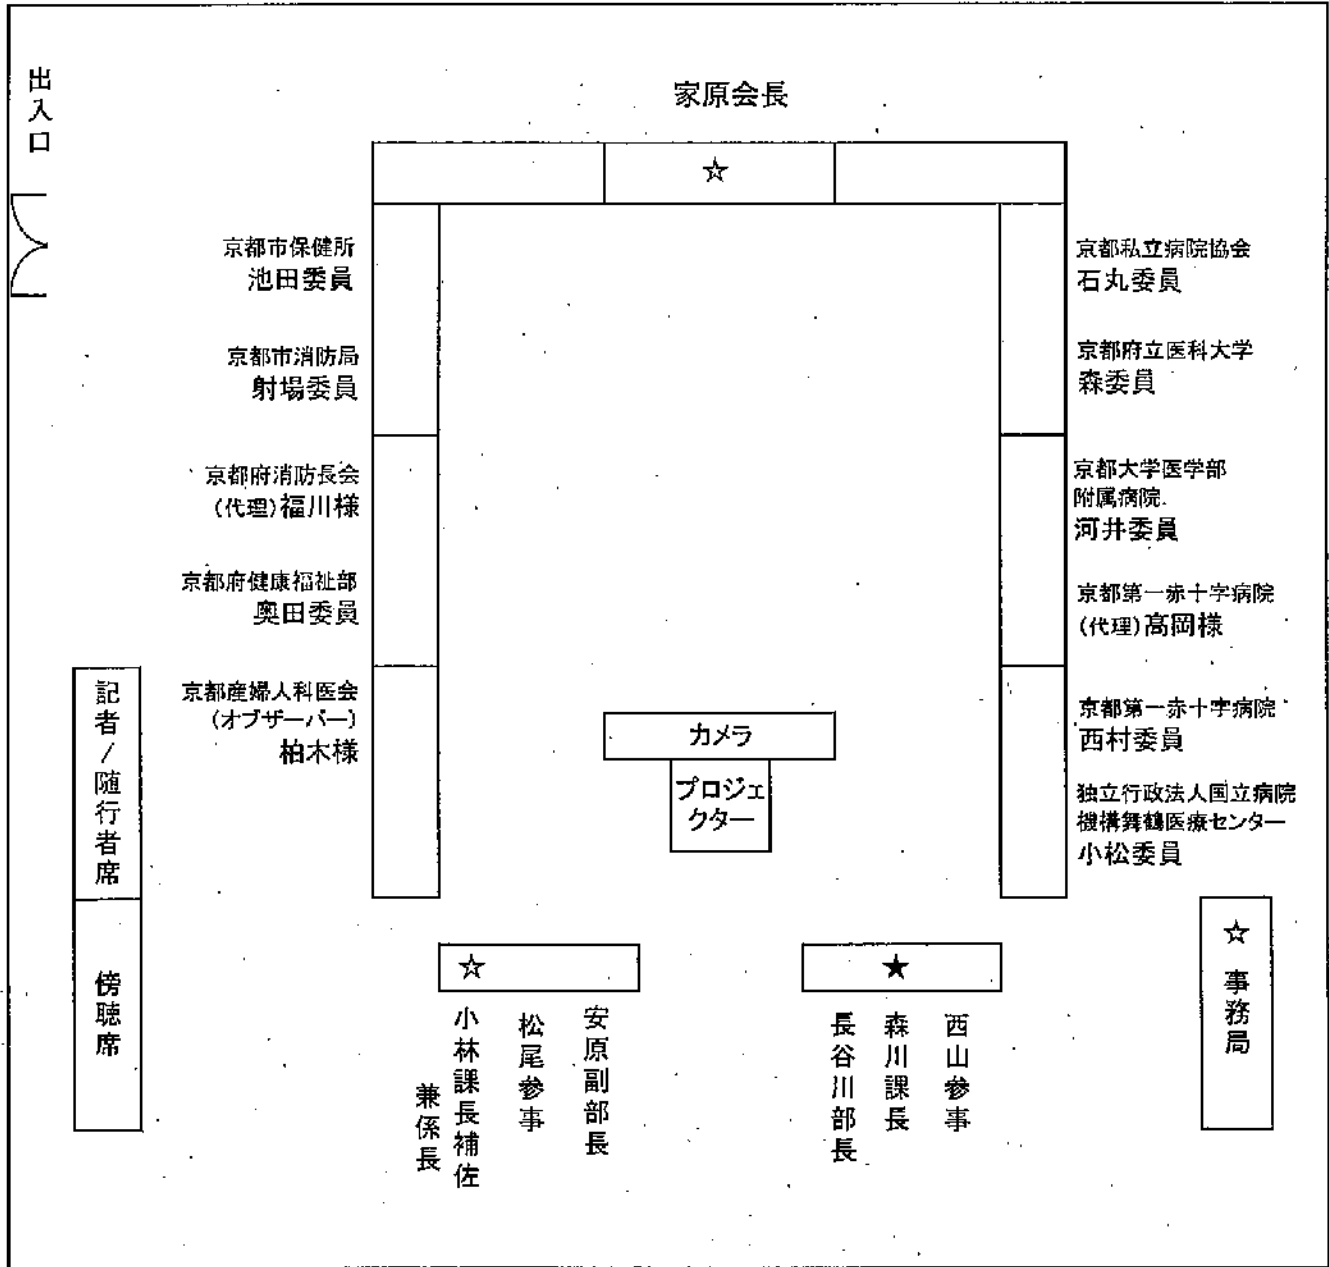 出入口
家原会長
☆
京都市保健所
池田委員
京都市消防局
射場委員
京都府消防長会
(代理)福川様
京都府健康福祉部
奥田委員
京都産婦人科医会
(オブザーバー)
柏木様
京都私立病院協会
石丸委員
京都府立医科大学
森委員
京都大学医学部
附属病院
河井委員
京都第一赤十字病院
(代理)高岡様
京都第一赤十字病院
西村委員
独立行政法人国立病院
機構舞鶴医療センター
小松委員
カメラ
プロジェ
クター
記者/随行者席
傍聴席
☆
小林課長補佐
兼係長
松尾参事
安原副部長
★
長谷川部長
森川課長
西山参事
☆事務局